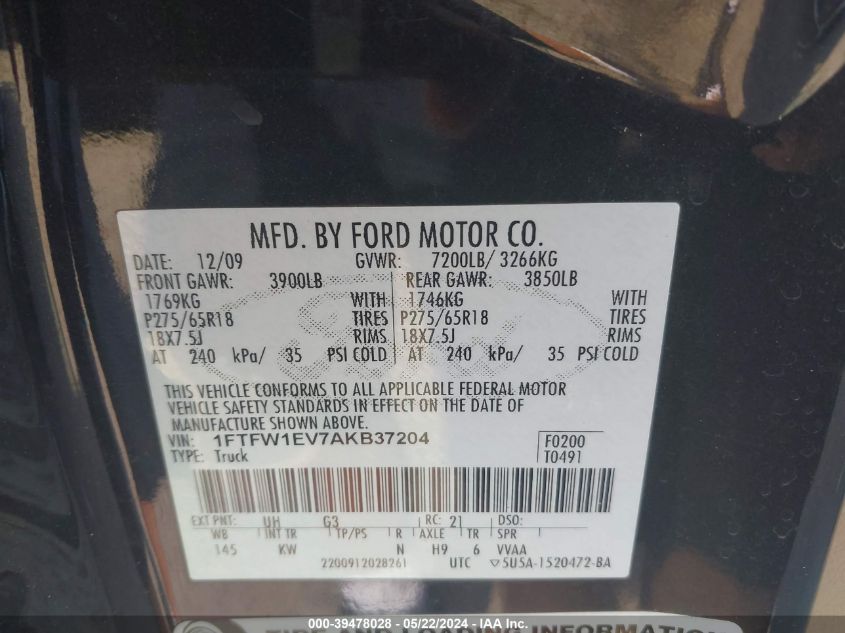 MFD. BY FORD MOTOR CO.
DATE: 12/09 GVWR: 7200LB/ 3266KG
FRONT GAWR: 3900LB REAR GAWR: 3850LB
1769KG WITH 1746KG WITH
P275/65R18 TIRES P275/65R18 TIRES
18X7.5J RIMS 18X7.5J RIMS
AT 240 kPa/ 35 PSI COLD AT 240 kPa/ 35 PSI COLD
THIS VEHICLE CONFORMS TO ALL APPLICABLE FEDERAL MOTOR
VEHICLE SAFETY STANDARDS IN EFFECT ON THE DATE OF
MANUFACTURE SHOWN ABOVE.
VIN: 1FTFW1EV7AKB37204 F0200
TYPE: Truck T0491
EXT PNT: UH G3 RC: 21 DSO:
WB INT TR TP/PS R AXLE TR SPR
145 KW N H9 6 VVAA
2200912028261 UTC ▽5U5A-1520472-BA
TIRE AND LOADING INFORMATION
000-39478028 - 05/22/2024 - IAA Inc.